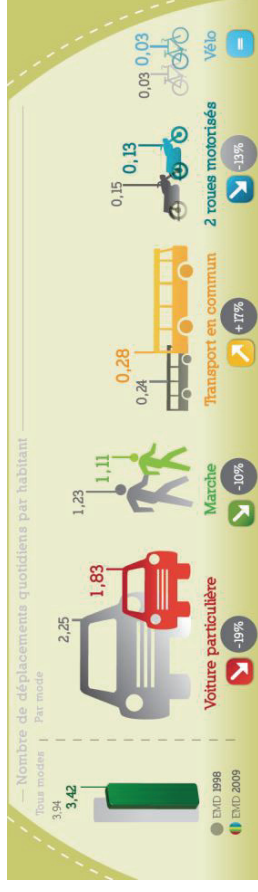 Nombre de déplacements quotidiens par habitant
Tous modes
Par mode
3,94
3,42
2,25
1,83
1,23
1,11
0,24
0,28
0,15
0,13
0,03
0,03
Voiture particulière
Marche
Transport en commun
2 roues motorisés
Vélo
-19%
-10%
+17%
-13%
=
EMD 1998
EMD 2009